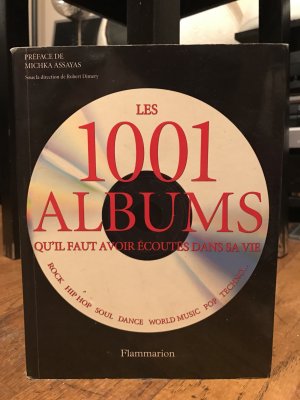 PRÉFACE DE
MICHKA ASSAYAS
Sous la direction de Robert Dimery
LES
1001
ALBUMS
QU'IL FAUT AVOIR ÉCOUTÉS DANS SA VIE
ROCK HIP HOP SOUL DANCE WORLD MUSIC POP TECHNO...
Flammarion